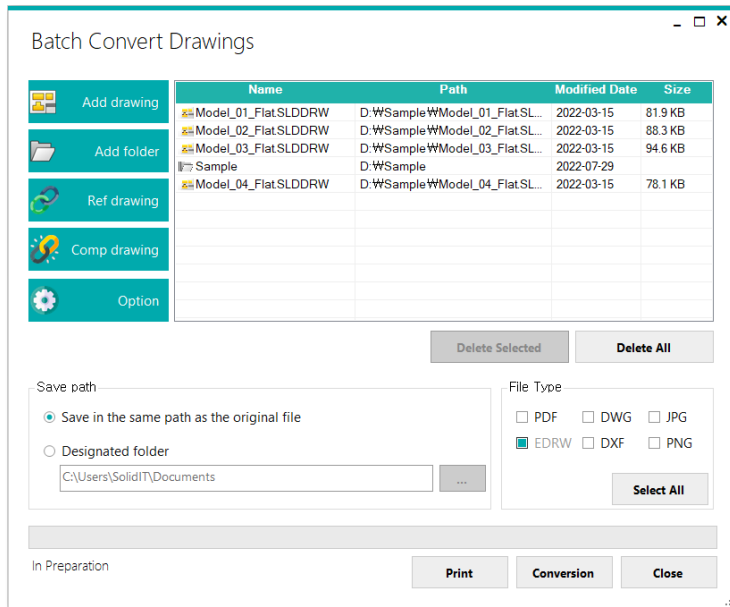 Batch Convert Drawings
Add drawing
Add folder
Ref drawing
Comp drawing
Option
Name Path Modified Date Size
Model_01_Flat.SLDDRW D:₩Sample₩Model_01_Flat.SL... 2022-03-15 81.9 KB
Model_02_Flat.SLDDRW D:₩Sample₩Model_02_Flat.SL... 2022-03-15 88.3 KB
Model_03_Flat.SLDDRW D:₩Sample₩Model_03_Flat.SL... 2022-03-15 94.6 KB
Sample D:₩Sample 2022-07-29
Model_04_Flat.SLDDRW D:₩Sample₩Model_04_Flat.SL... 2022-03-15 78.1 KB
Delete Selected Delete All
Save path
Save in the same path as the original file
Designated folder
C:\Users\SolidIT\Documents ...
File Type
PDF DWG JPG
EDRW DXF PNG
Select All
In Preparation
Print Conversion Close